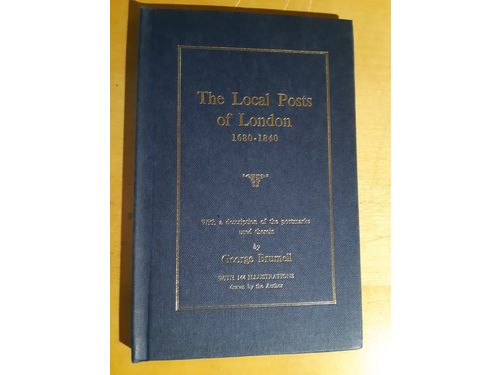 The Local Posts
of London
1680-1840
With a description of the postmarks
used therein
by
George Brumell
WITH 144 ILLUSTRATIONS
drawn by the Author